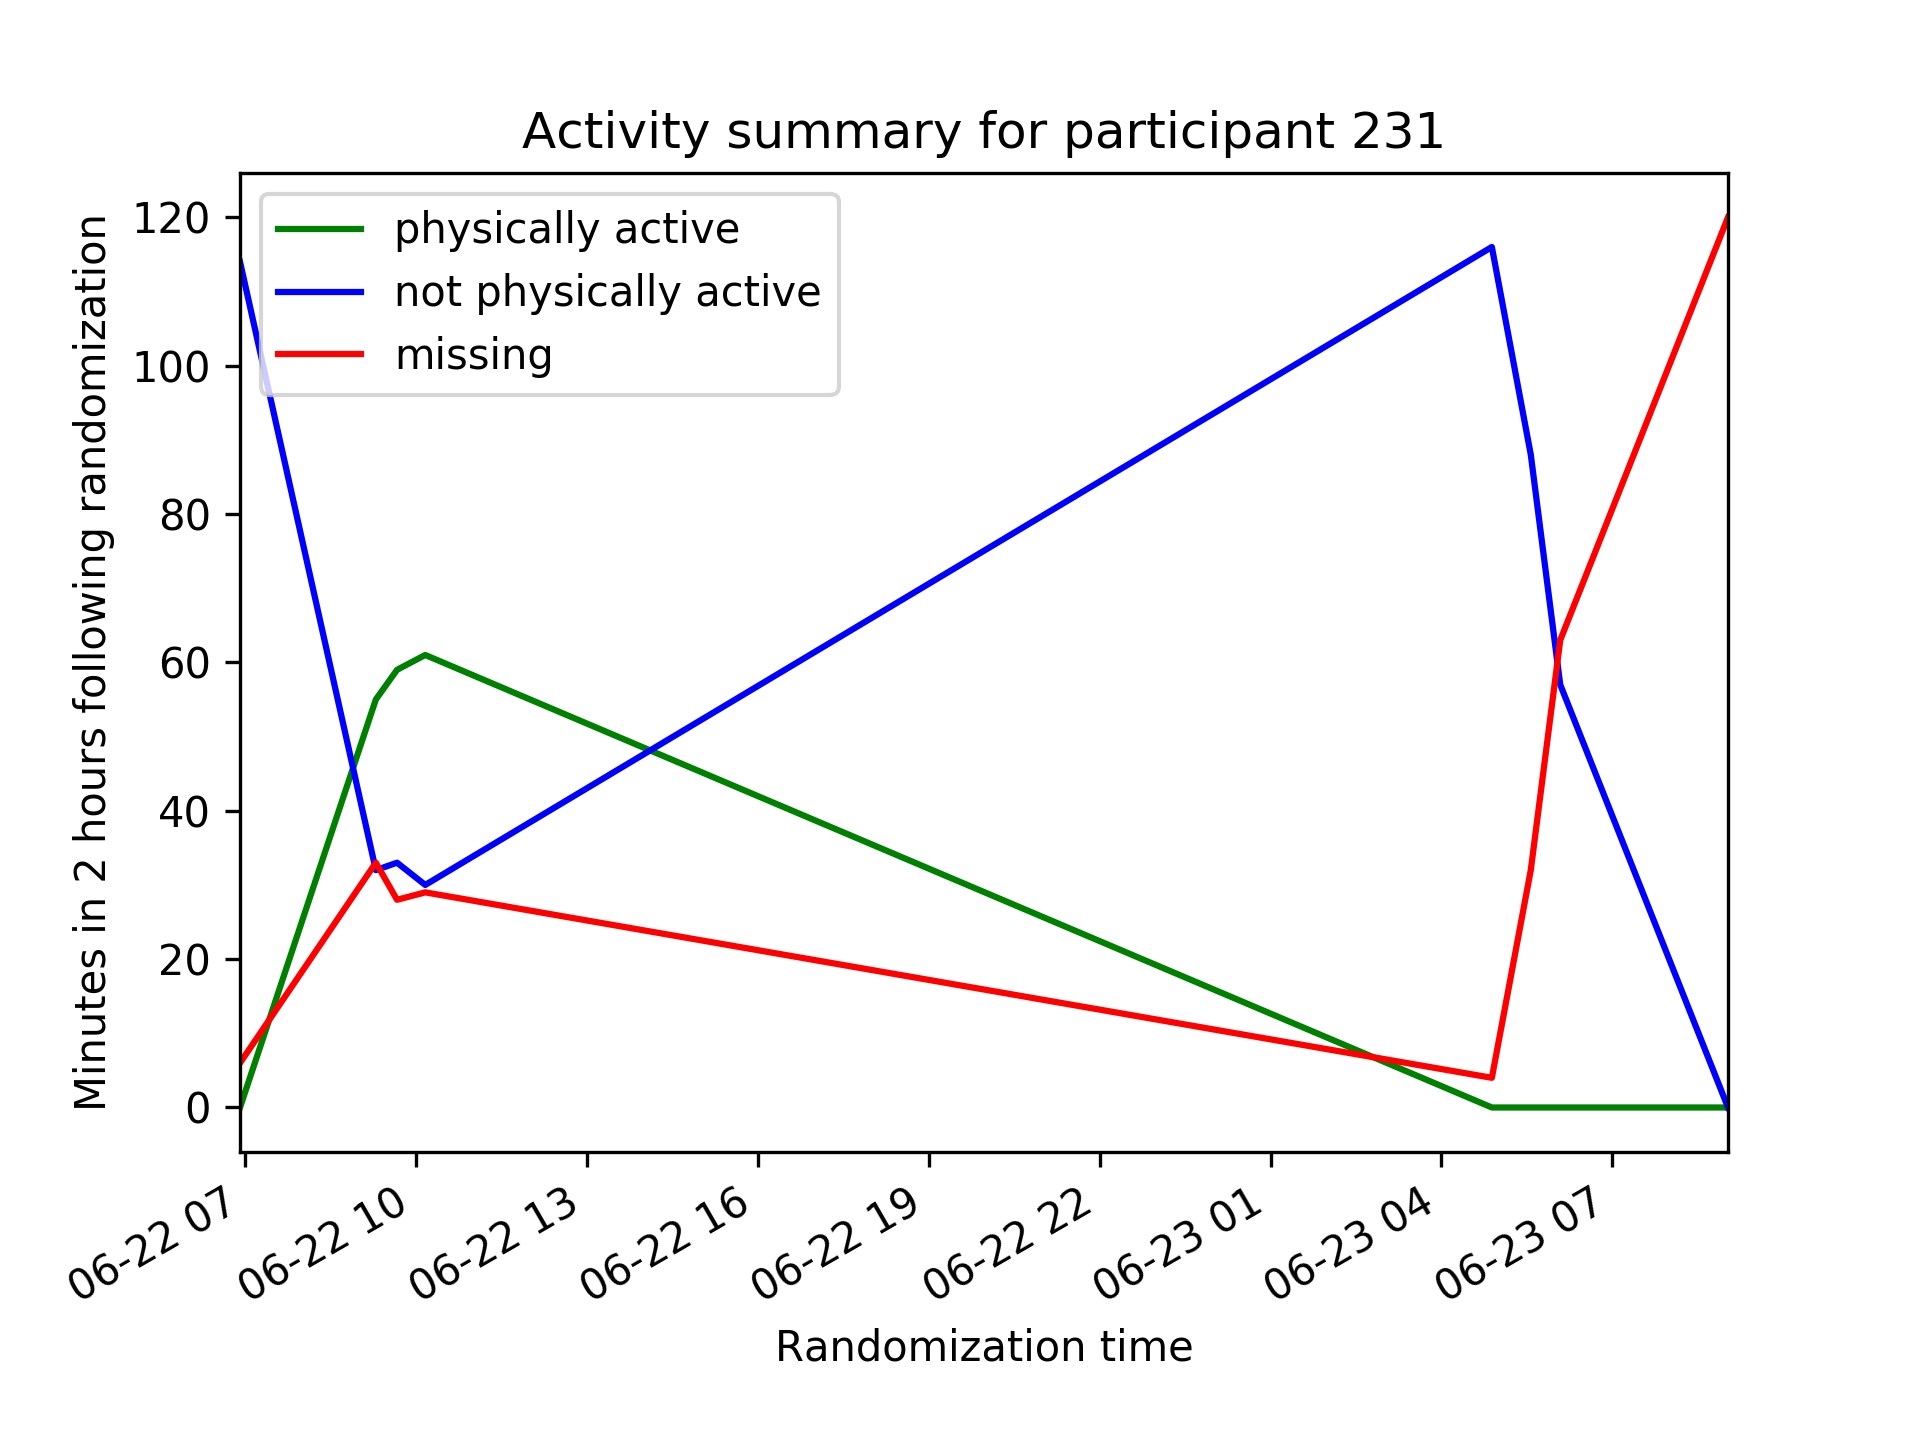 Activity summary for participant 231
physically active
not physically active
missing
Minutes in 2 hours following randomization
120
100
80
60
40
20
0
06-22 07
06-22 10
06-22 13
06-22 16
06-22 19
06-22 22
06-23 01
06-23 04
06-23 07
Randomization time